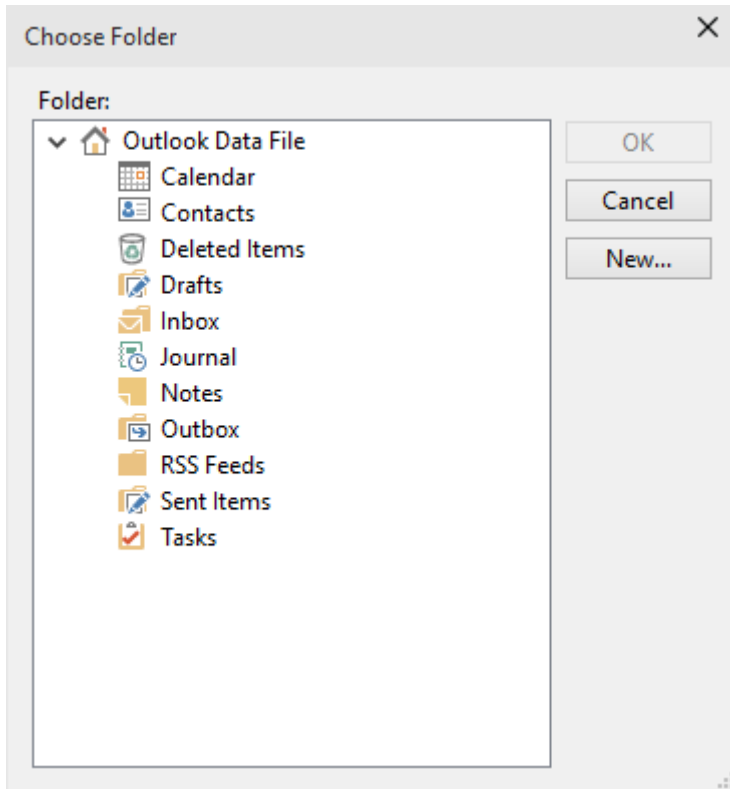 Choose Folder
Folder:
Outlook Data File
OK
Calendar
Contacts
Cancel
Deleted Items
New...
Drafts
Inbox
Journal
Notes
Outbox
RSS Feeds
Sent Items
Tasks